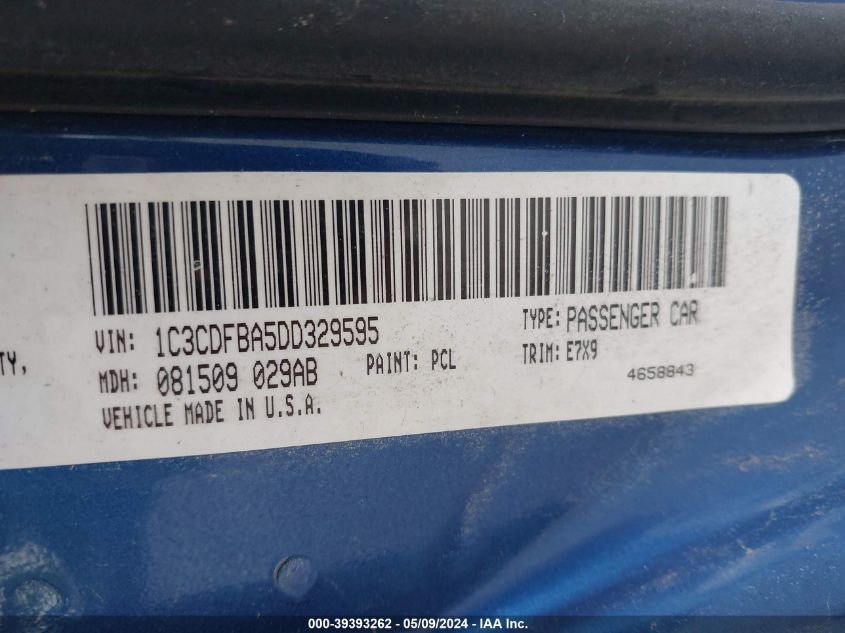 VIN: 1C3CDFBA5DD329595 TYPE: PASSENGER CAR
TY,
MDH: 081509 029AB PAINT: PCL TRIM: E7X9
4658843
VEHICLE MADE IN U.S.A.
000-39393262 - 05/09/2024 - IAA Inc.